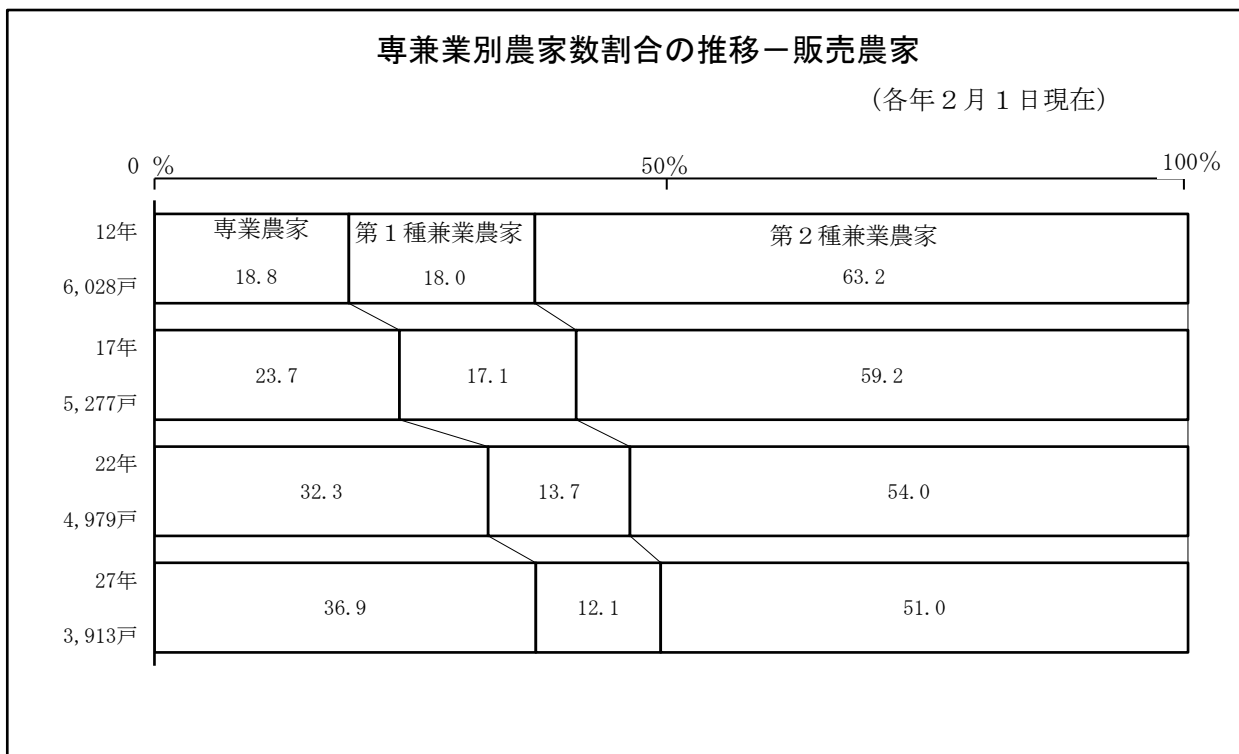 専兼業別農家数割合の推移－販売農家
（各年２月１日現在）
0 % 50% 100%
12年 専業農家 第１種兼業農家 第２種兼業農家
6,028戸 18.8 18.0 63.2
17年
23.7 17.1 59.2
5,277戸
22年
32.3 13.7 54.0
4,979戸
27年
36.9 12.1 51.0
3,913戸